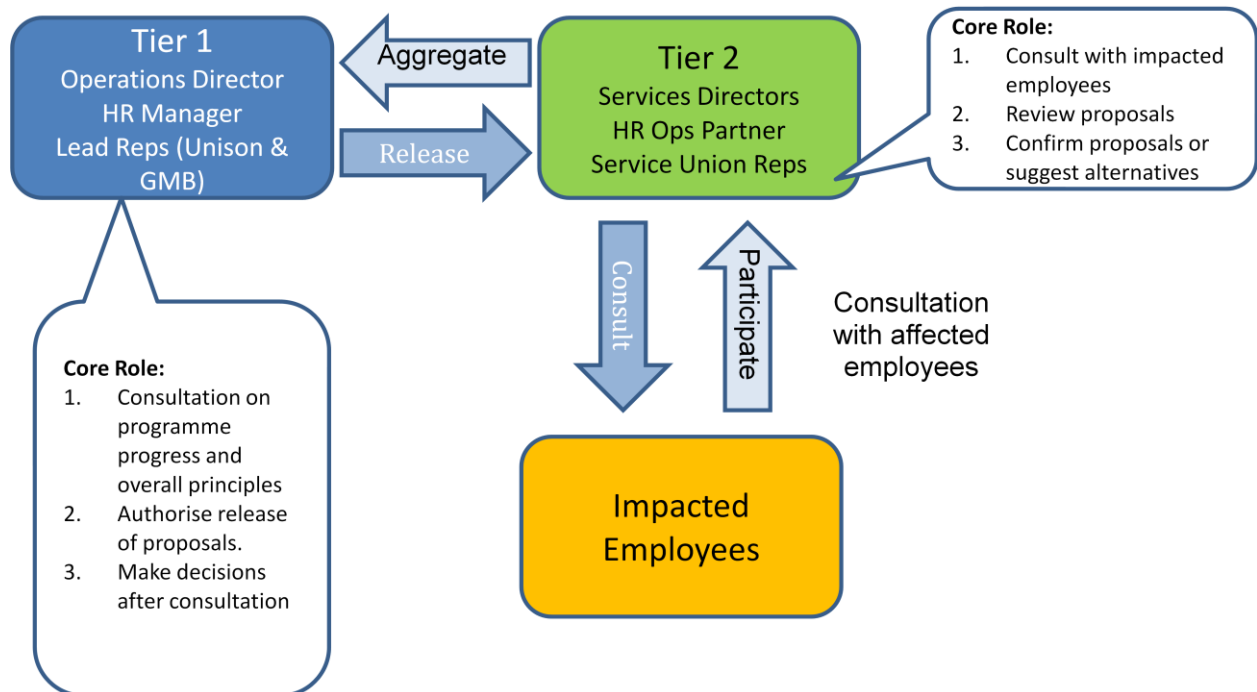 Tier 1
Operations Director
HR Manager
Lead Reps (Unison &
GMB)
Aggregate
Release
Tier 2
Services Directors
HR Ops Partner
Service Union Reps
Core Role:
1. Consult with impacted
employees
2. Review proposals
3. Confirm proposals or
suggest alternatives
Consult
Participate
Consultation
with affected
employees
Core Role:
1. Consultation on
programme
progress and
overall principles
2. Authorise release
of proposals.
3. Make decisions
after consultation
Impacted
Employees